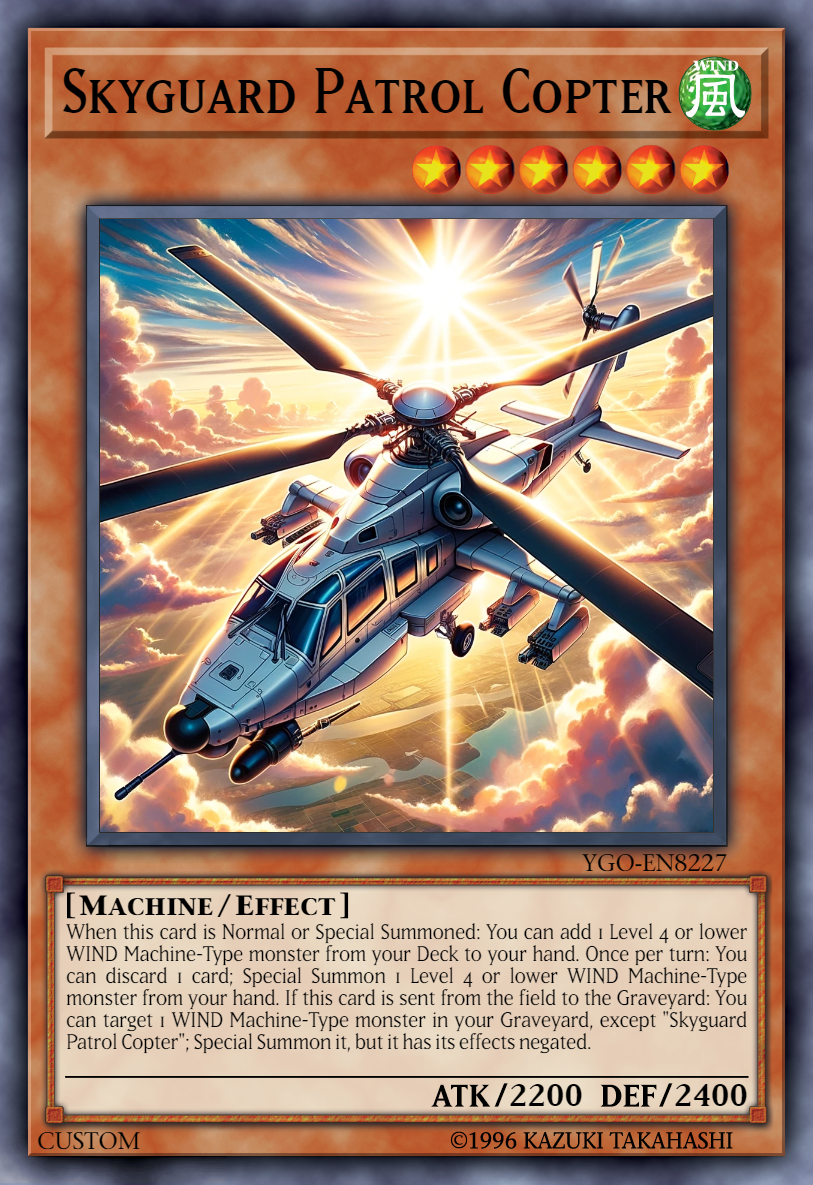 Skyguard Patrol Copter
WIND
風
YGO-EN8227
[Machine/Effect]
When this card is Normal or Special Summoned: You can add 1 Level 4 or lower
WIND Machine-Type monster from your Deck to your hand. Once per turn: You
can discard 1 card; Special Summon 1 Level 4 or lower WIND Machine-Type
monster from your hand. If this card is sent from the field to the Graveyard: You
can target 1 WIND Machine-Type monster in your Graveyard, except "Skyguard
Patrol Copter"; Special Summon it, but it has its effects negated.
ATK/2200 DEF/2400
CUSTOM
©1996 KAZUKI TAKAHASHI